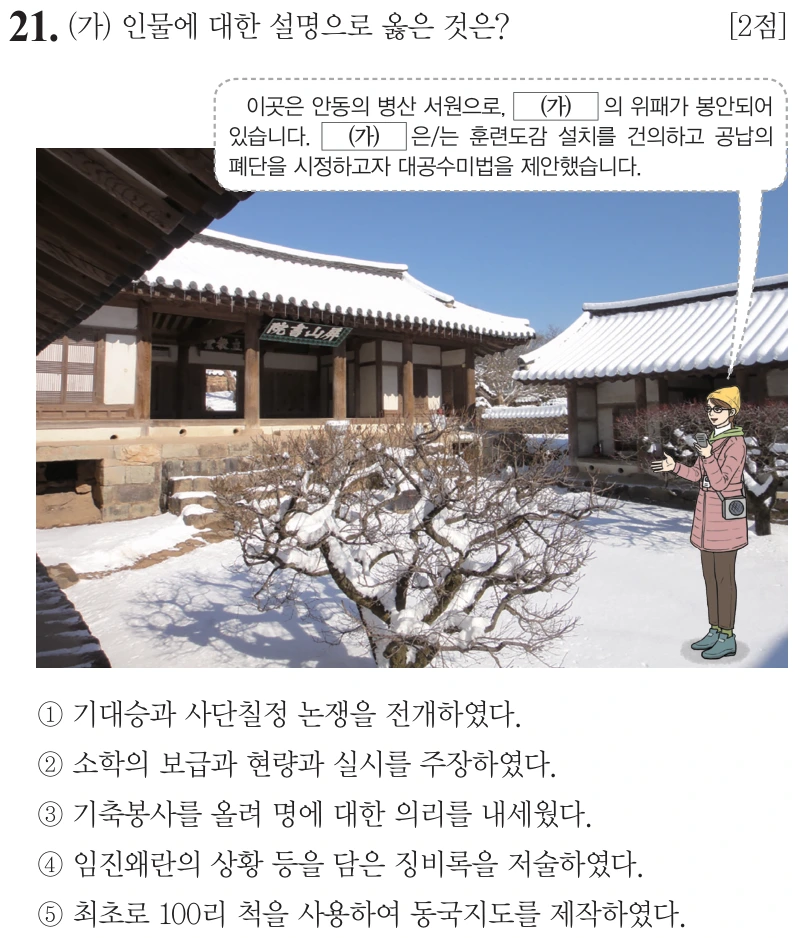 21. (가) 인물에 대한 설명으로 옳은 것은? [2점]
이곳은 안동의 병산 서원으로, (가) 의 위패가 봉안되어
있습니다. (가) 은/는 훈련도감 설치를 건의하고 공납의
폐단을 시정하고자 대공수미법을 제안했습니다.
院書山屛
① 기대승과 사단칠정 논쟁을 전개하였다.
② 소학의 보급과 현량과 실시를 주장하였다.
③ 기축봉사를 올려 명에 대한 의리를 내세웠다.
④ 임진왜란의 상황 등을 담은 징비록을 저술하였다.
⑤ 최초로 100리 척을 사용하여 동국지도를 제작하였다.